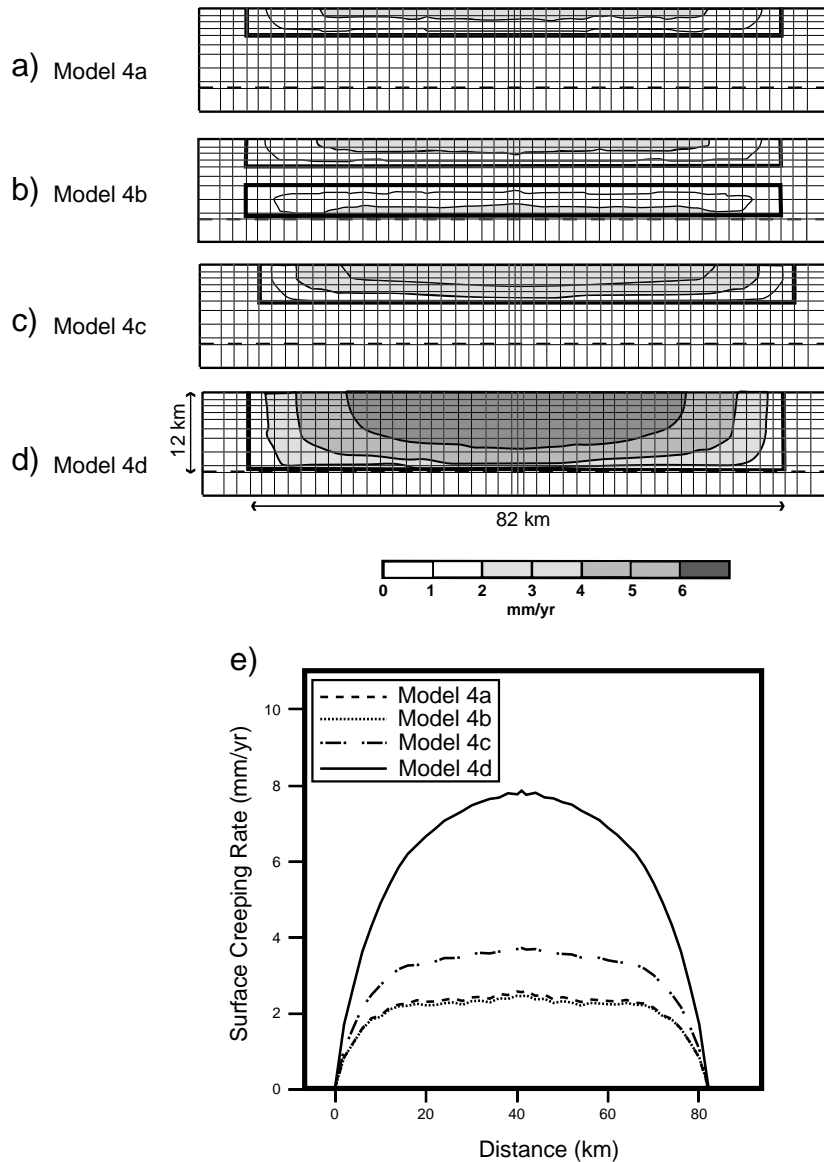 a) Model 4a
b) Model 4b
c) Model 4c
d) Model 4d
12 km
82 km
0 1 2 3 4 5 6
mm/yr
e)
Model 4a
Model 4b
Model 4c
Model 4d
Surface Creeping Rate (mm/yr)
10
8
6
4
2
0
0 20 40 60 80
Distance (km)